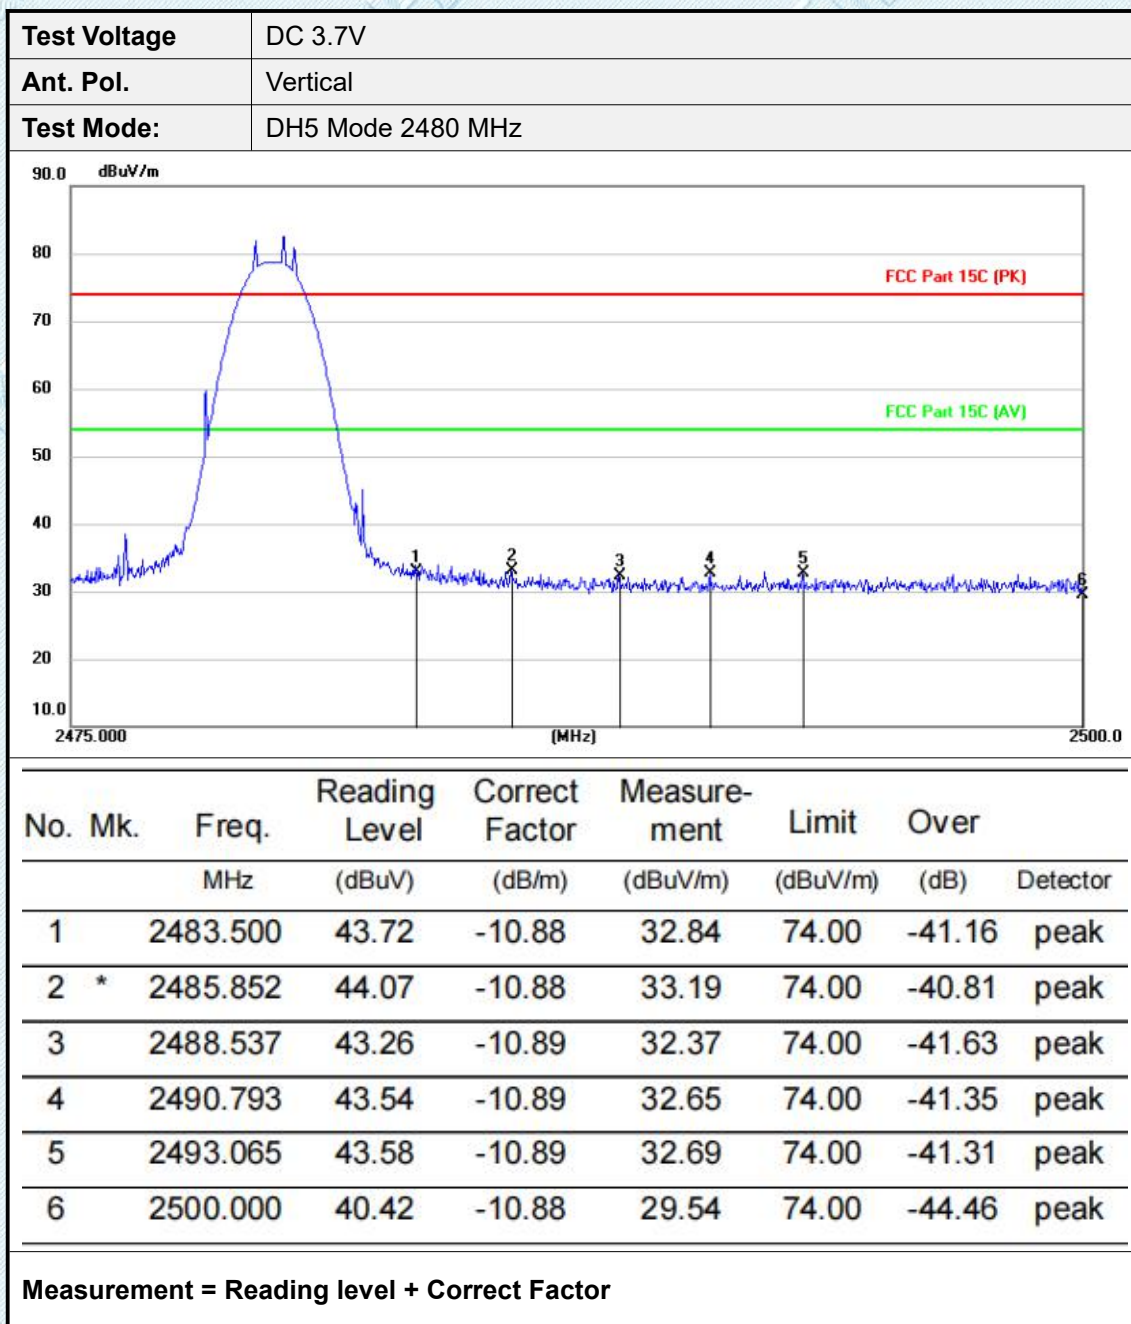 Test Voltage DC 3.7V
Ant. Pol. Vertical
Test Mode: DH5 Mode 2480 MHz
90.0 dBuV/m
80
FCC Part 15C (PK)
70
60
FCC Part 15C (AV)
50
40
1 2 3 4 5 6
30
20
10.0
2475.000 (MHz) 2500.0
No. Mk. Freq. Reading Level Correct Factor Measure-ment Limit Over
MHz (dBuV) (dB/m) (dBuV/m) (dBuV/m) (dB) Detector
1 2483.500 43.72 -10.88 32.84 74.00 -41.16 peak
2 * 2485.852 44.07 -10.88 33.19 74.00 -40.81 peak
3 2488.537 43.26 -10.89 32.37 74.00 -41.63 peak
4 2490.793 43.54 -10.89 32.65 74.00 -41.35 peak
5 2493.065 43.58 -10.89 32.69 74.00 -41.31 peak
6 2500.000 40.42 -10.88 29.54 74.00 -44.46 peak
Measurement = Reading level + Correct Factor